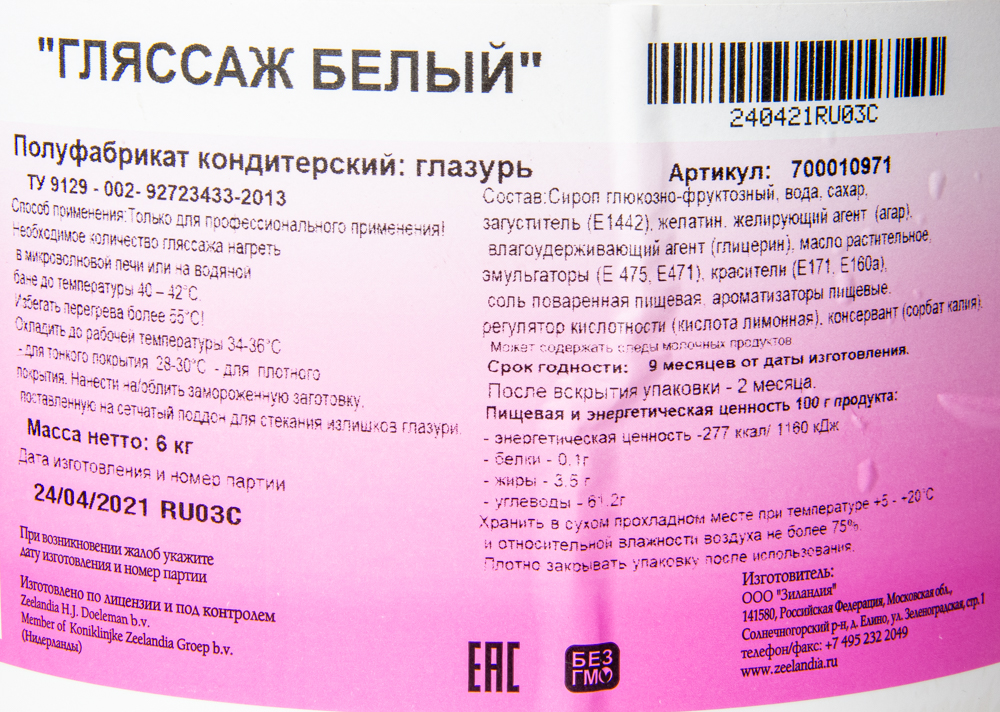 "ГЛЯССАЖ БЕЛЫЙ"
240421RU03C
Полуфабрикат кондитерский: глазурь
ТУ 9129 - 002- 92723433-2013
Способ применения:Только для профессионального применения!
Необходимое количество гляссажа нагреть
в микроволновой печи или на водяной
бане до температуры 40 – 42°С.
Избегать перегрева более 55°С!
Охладить до рабочей температуры 34-36°С
- для тонкого покрытия 28-30°С - для плотного
покрытия. Нанести на/облить замороженную заготовку,
поставленную на сетчатый поддон для стекания излишков глазури.
Масса нетто: 6 кг
Дата изготовления и номер партии
24/04/2021 RU03C
При возникновении жалоб укажите
дату изготовления и номер партии
Изготовлено по лицензии и под контролем
Zeelandia H.J. Doeleman b.v.
Member of Koniklinjke Zeelandia Groep b.v.
(Нидерланды)
Артикул: 700010971
Состав:Сироп глюкозно-фруктозный, вода, сахар,
загуститель (Е1442), желатин, желирующий агент (агар),
влагоудерживающий агент (глицерин), масло растительное,
эмульгаторы (Е 475, Е471), красители (Е171, Е160а),
соль поваренная пищевая, ароматизаторы пищевые,
регулятор кислотности (кислота лимонная), консервант (сорбат калия).
Может содержать следы молочных продуктов
Срок годности: 9 месяцев от даты изготовления.
После вскрытия упаковки - 2 месяца.
Пищевая и энергетическая ценность 100 г продукта:
- энергетическая ценность -277 ккал/ 1160 кДж
- белки - 0,1г
- жиры - 3,5 г
- углеводы - 61,2г
Хранить в сухом прохладном месте при температуре +5 - +20°С
и относительной влажности воздуха не более 75%.
Плотно закрывать упаковку после использования.
Изготовитель:
ООО "Зиландия"
141580, Российская Федерация, Московская обл.,
Солнечногорский р-н, д. Елино, ул. Зеленоградская, стр.1
телефон/факс: +7 495 232 2049
www.zeelandia.ru
ЕАС
БЕЗ
ГМО